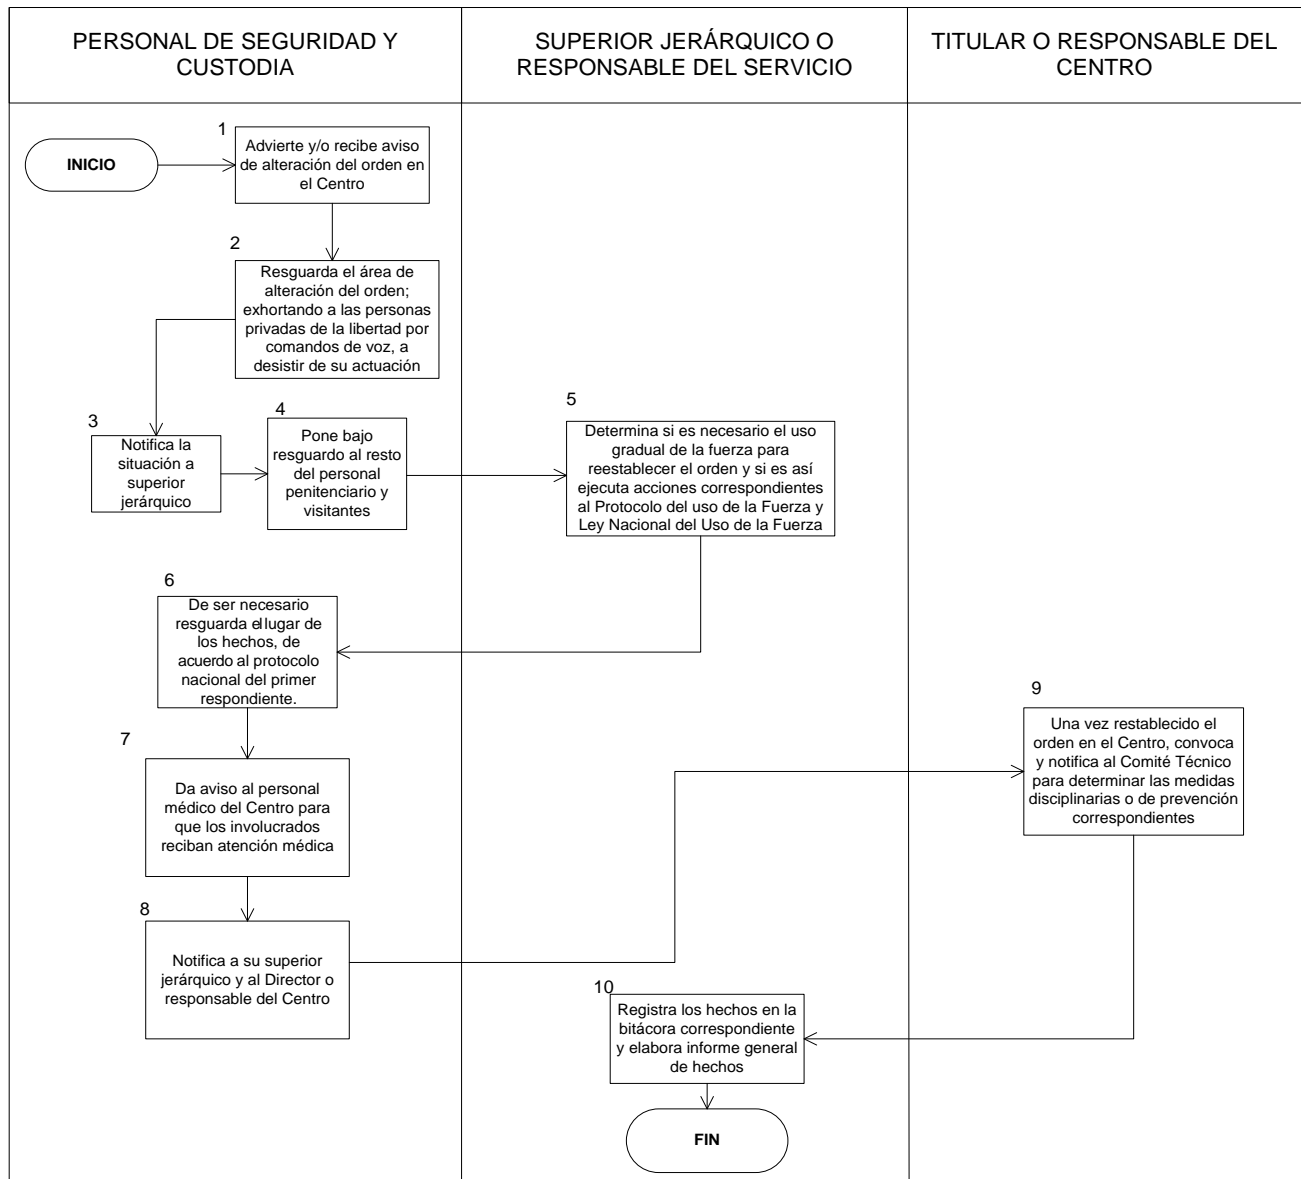 PERSONAL DE SEGURIDAD Y
CUSTODIA
SUPERIOR JERÁRQUICO O
RESPONSABLE DEL SERVICIO
TITULAR O RESPONSABLE DEL
CENTRO
INICIO
1
Advierte y/o recibe aviso
de alteración del orden en
el Centro
2
Resguarda el área de
alteración del orden;
exhortando a las personas
privadas de la libertad por
comandos de voz, a
desistir de su actuación
3
Notifica la
situación a
superior
jerárquico
4
Pone bajo
resguardo al resto
del personal
penitenciario y
visitantes
5
Determina si es necesario el uso
gradual de la fuerza para
reestablecer el orden y si es así
ejecuta acciones correspondientes
al Protocolo del uso de la Fuerza y
Ley Nacional del Uso de la Fuerza
6
De ser necesario
resguarda el lugar de
los hechos, de
acuerdo al protocolo
nacional del primer
respondiente.
7
Da aviso al personal
médico del Centro para
que los involucrados
reciban atención médica
8
Notifica a su superior
jerárquico y al Director o
responsable del Centro
9
Una vez restablecido el
orden en el Centro, convoca
y notifica al Comité Técnico
para determinar las medidas
disciplinarias o de prevención
correspondientes
10
Registra los hechos en la
bitácora correspondiente
y elabora informe general
de hechos
FIN